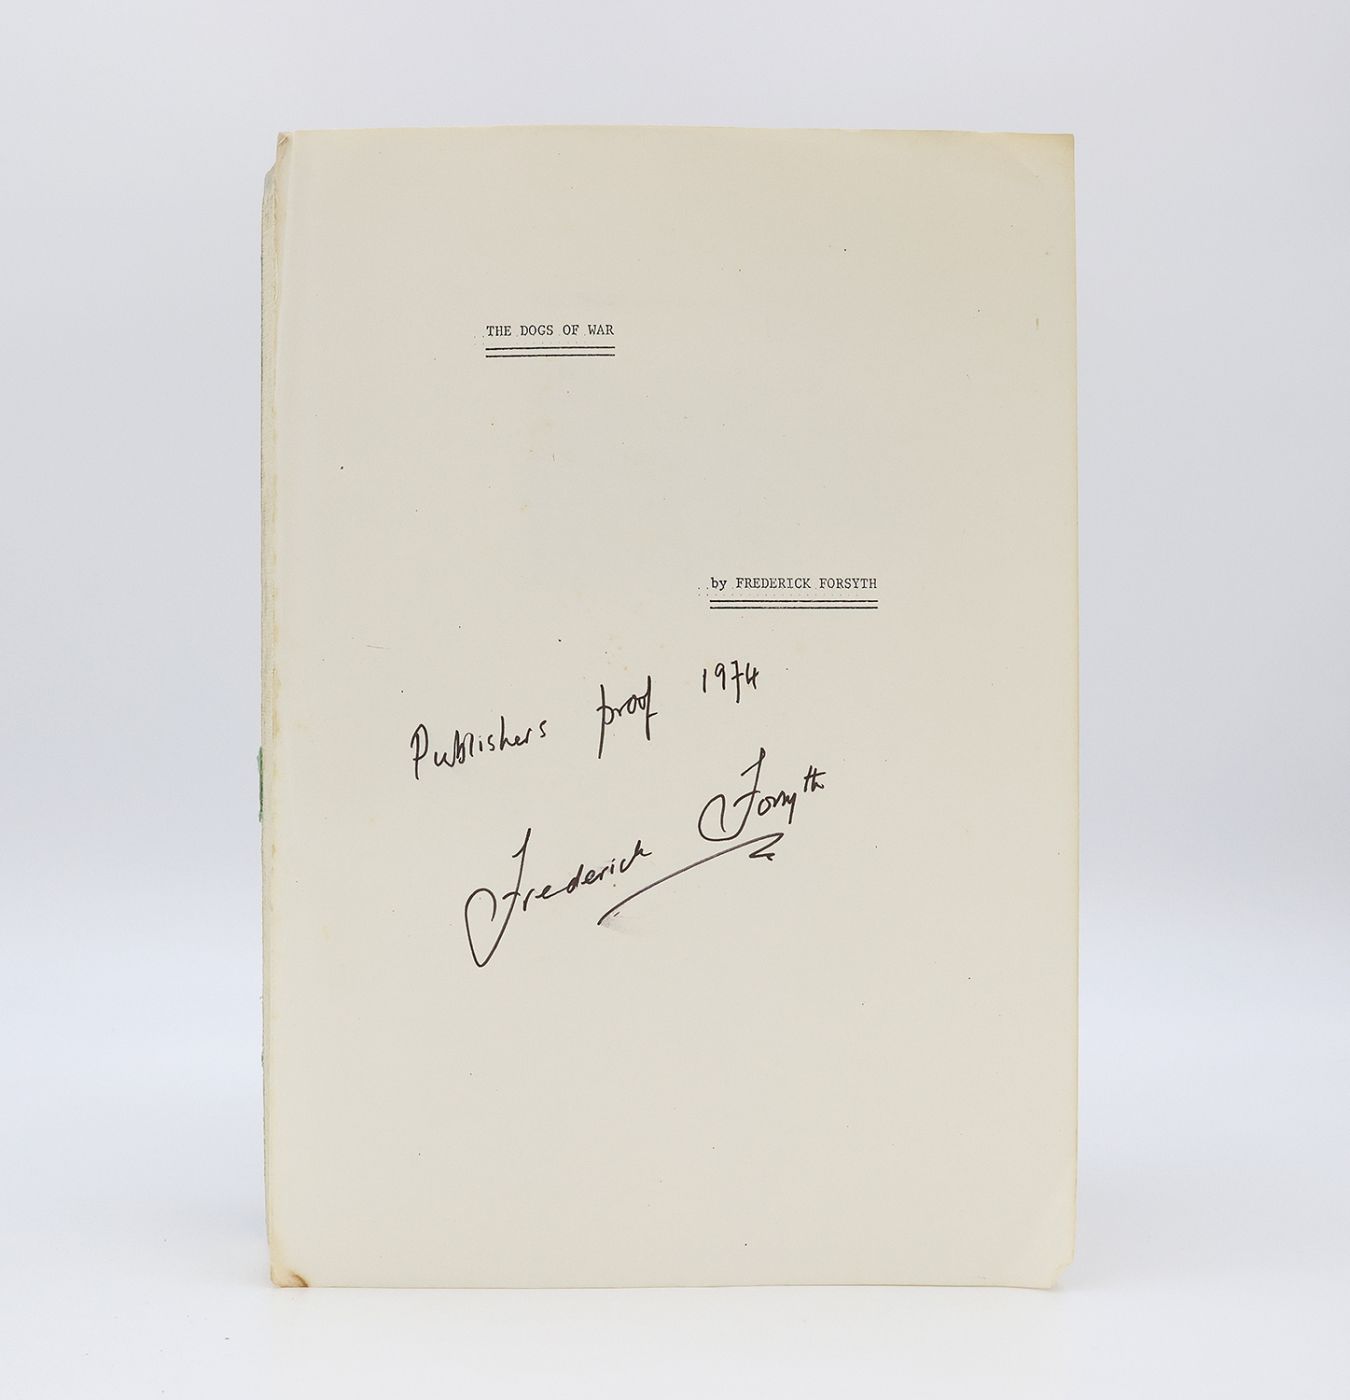 THE DOGS OF WAR
by FREDERICK FORSYTH
Publishers proof 1974
Frederick Forsyth